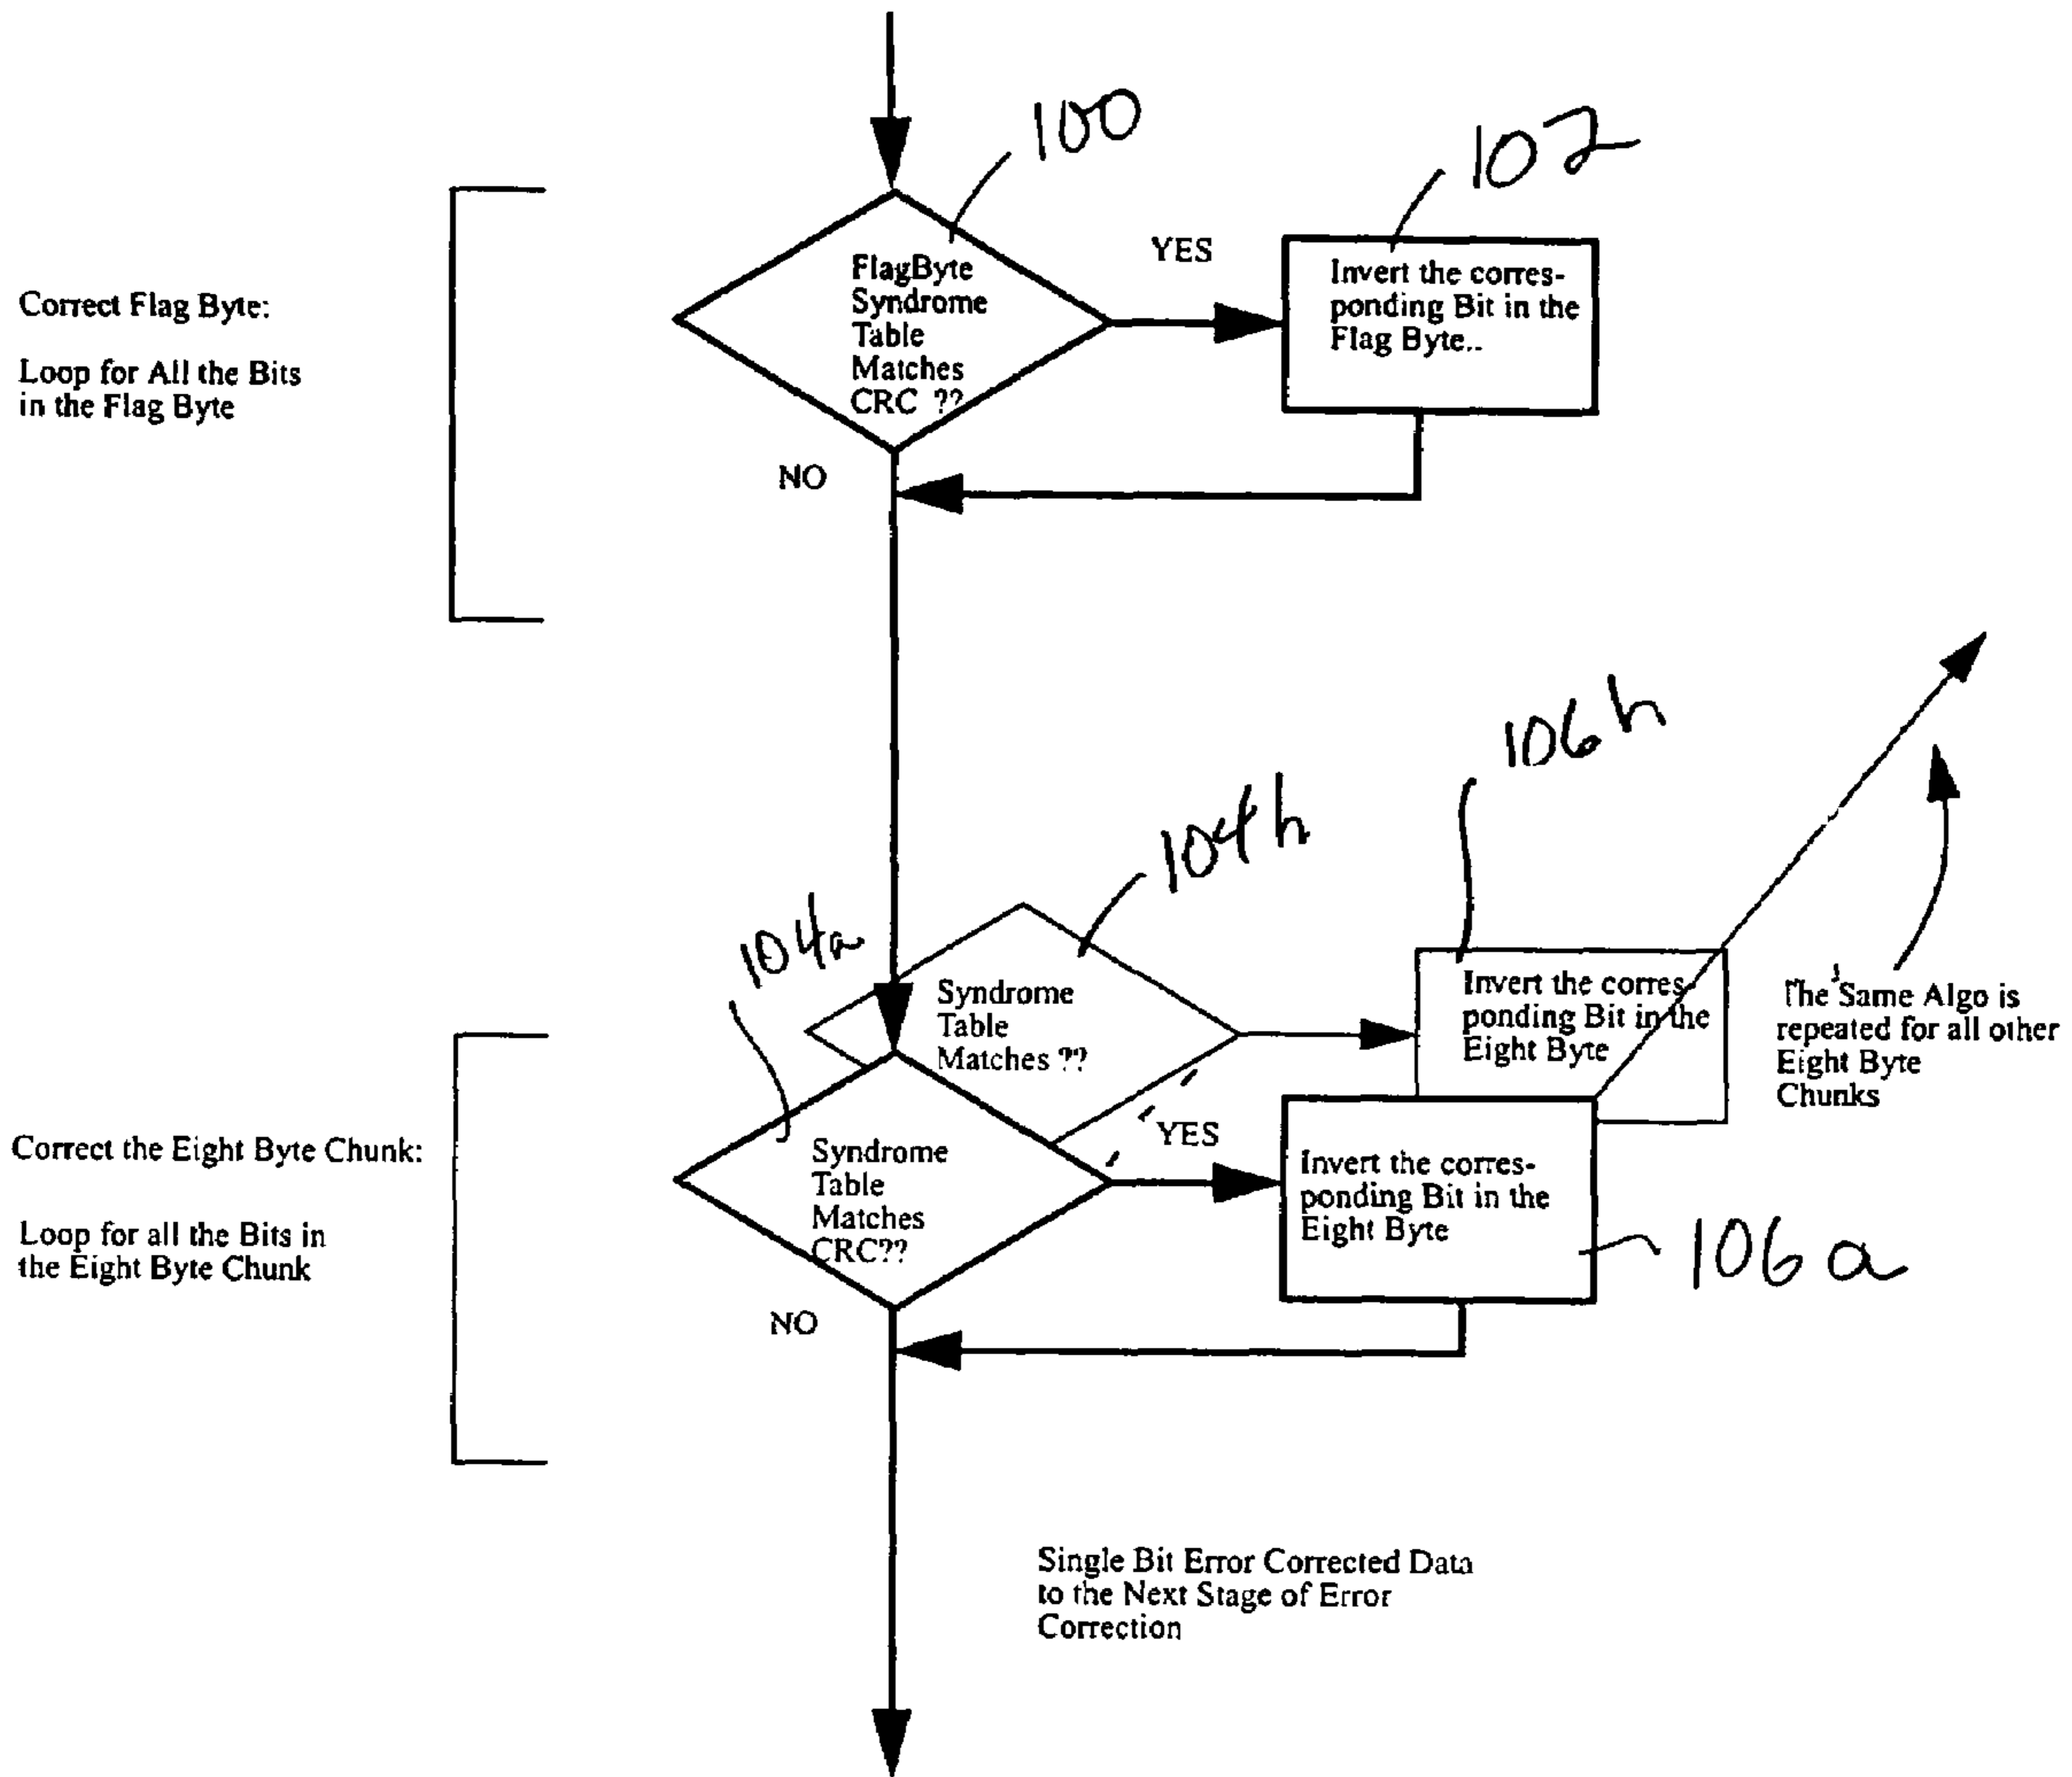 100
102
YES
FlagByte
Syndrome
Table
Matches
CRC ??
Invert the corres-
ponding Bit in the
Flag Byte..
Correct Flag Byte:
Loop for All the Bits
in the Flag Byte
NO
106h
104h
104a
Syndrome
Table
Matches ??
Invert the corres-
ponding Bit in the
Eight Byte
The Same Algo is
repeated for all other
Eight Byte
Chunks
Correct the Eight Byte Chunk:
Loop for all the Bits in
the Eight Byte Chunk
Syndrome
Table
Matches
CRC??
YES
Invert the corres-
ponding Bit in the
Eight Byte
106a
NO
Single Bit Error Corrected Data
to the Next Stage of Error
Correction